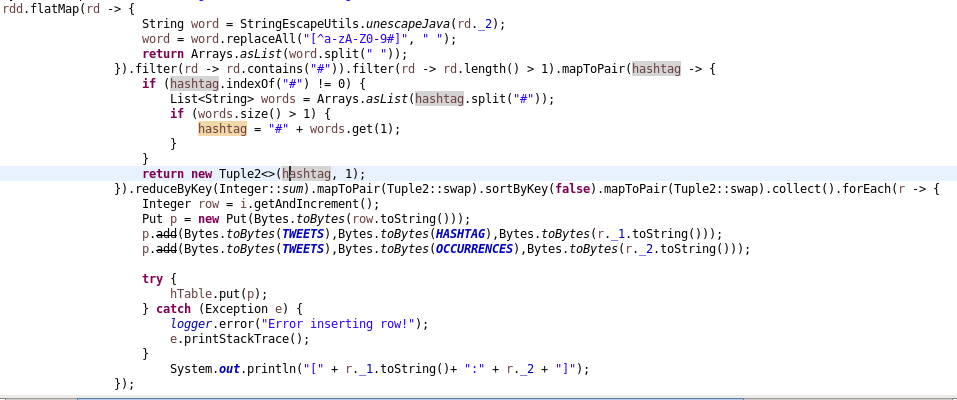 rdd.flatMap(rd -> {
String word = StringEscapeUtils.unescapeJava(rd._2);
word = word.replaceAll("[^a-zA-Z0-9#]", " ");
return Arrays.asList(word.split(" "));
}).filter(rd -> rd.contains("#")).filter(rd -> rd.length() > 1).mapToPair(hashtag -> {
if (hashtag.indexOf("#") != 0) {
List<String> words = Arrays.asList(hashtag.split("#"));
if (words.size() > 1) {
hashtag = "#" + words.get(1);
}
}
return new Tuple2<>(hashtag, 1);
}).reduceByKey(Integer::sum).mapToPair(Tuple2::swap).sortByKey(false).mapToPair(Tuple2::swap).collect().forEach(r -> {
Integer row = i.getAndIncrement();
Put p = new Put(Bytes.toBytes(row.toString()));
p.add(Bytes.toBytes(TWEETS),Bytes.toBytes(HASHTAG),Bytes.toBytes(r._1.toString()));
p.add(Bytes.toBytes(TWEETS),Bytes.toBytes(OCCURRENCES),Bytes.toBytes(r._2.toString()));
try {
hTable.put(p);
} catch (Exception e) {
logger.error("Error inserting row!");
e.printStackTrace();
}
System.out.println("[" + r._1.toString()+ ":" + r._2 + "]");
});